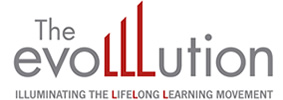 The
evoLLLution
ILLUMINATING THE LIFELONG LEARNING MOVEMENT